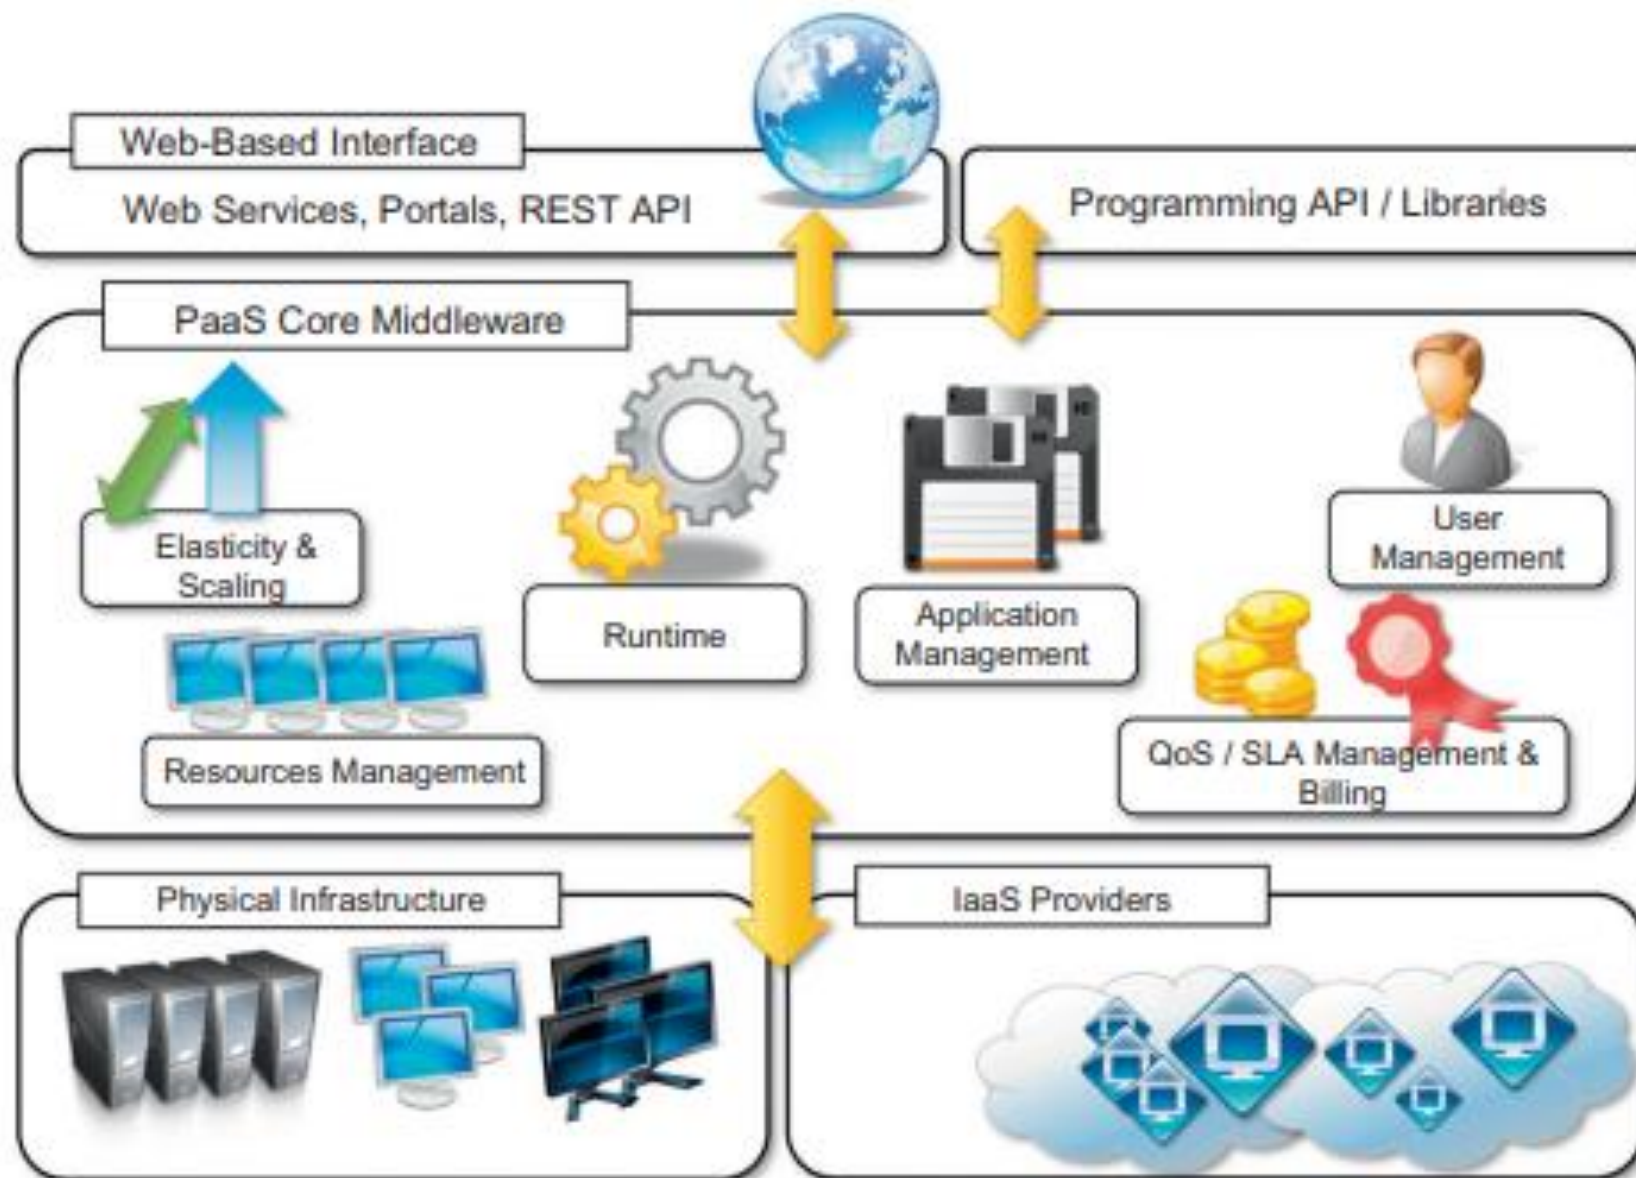 Web-Based Interface
Web Services, Portals, REST API
Programming API / Libraries
PaaS Core Middleware
Elasticity &
Scaling
Runtime
Application
Management
User
Management
Resources Management
QoS / SLA Management &
Billing
Physical Infrastructure
IaaS Providers